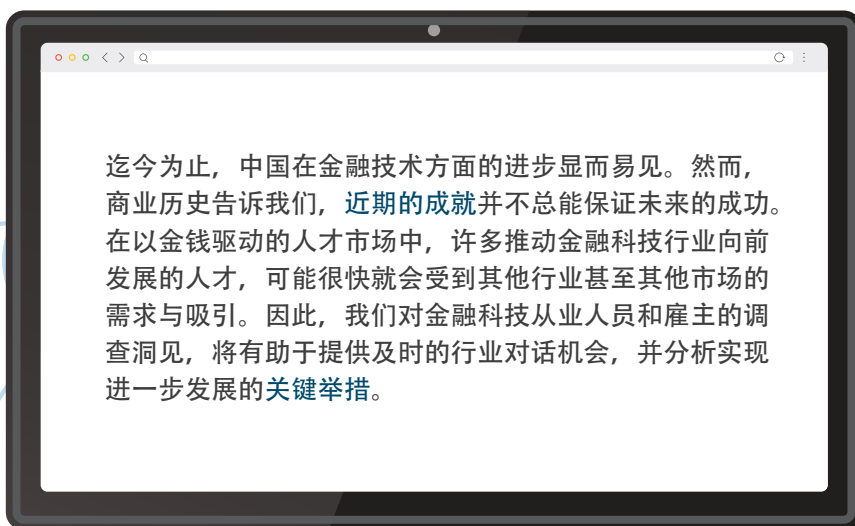 迄今为止，中国在金融技术方面的进步显而易见。然而，
商业历史告诉我们，近期的成就并不总能保证未来的成功。
在以金钱驱动的人才市场中，许多推动金融科技行业向前
发展的人才，可能很快就会受到其他行业甚至其他市场的
需求与吸引。因此，我们对金融科技从业人员和雇主的调
查洞见，将有助于提供及时的行业对话机会，并分析实现
进一步发展的关键举措。